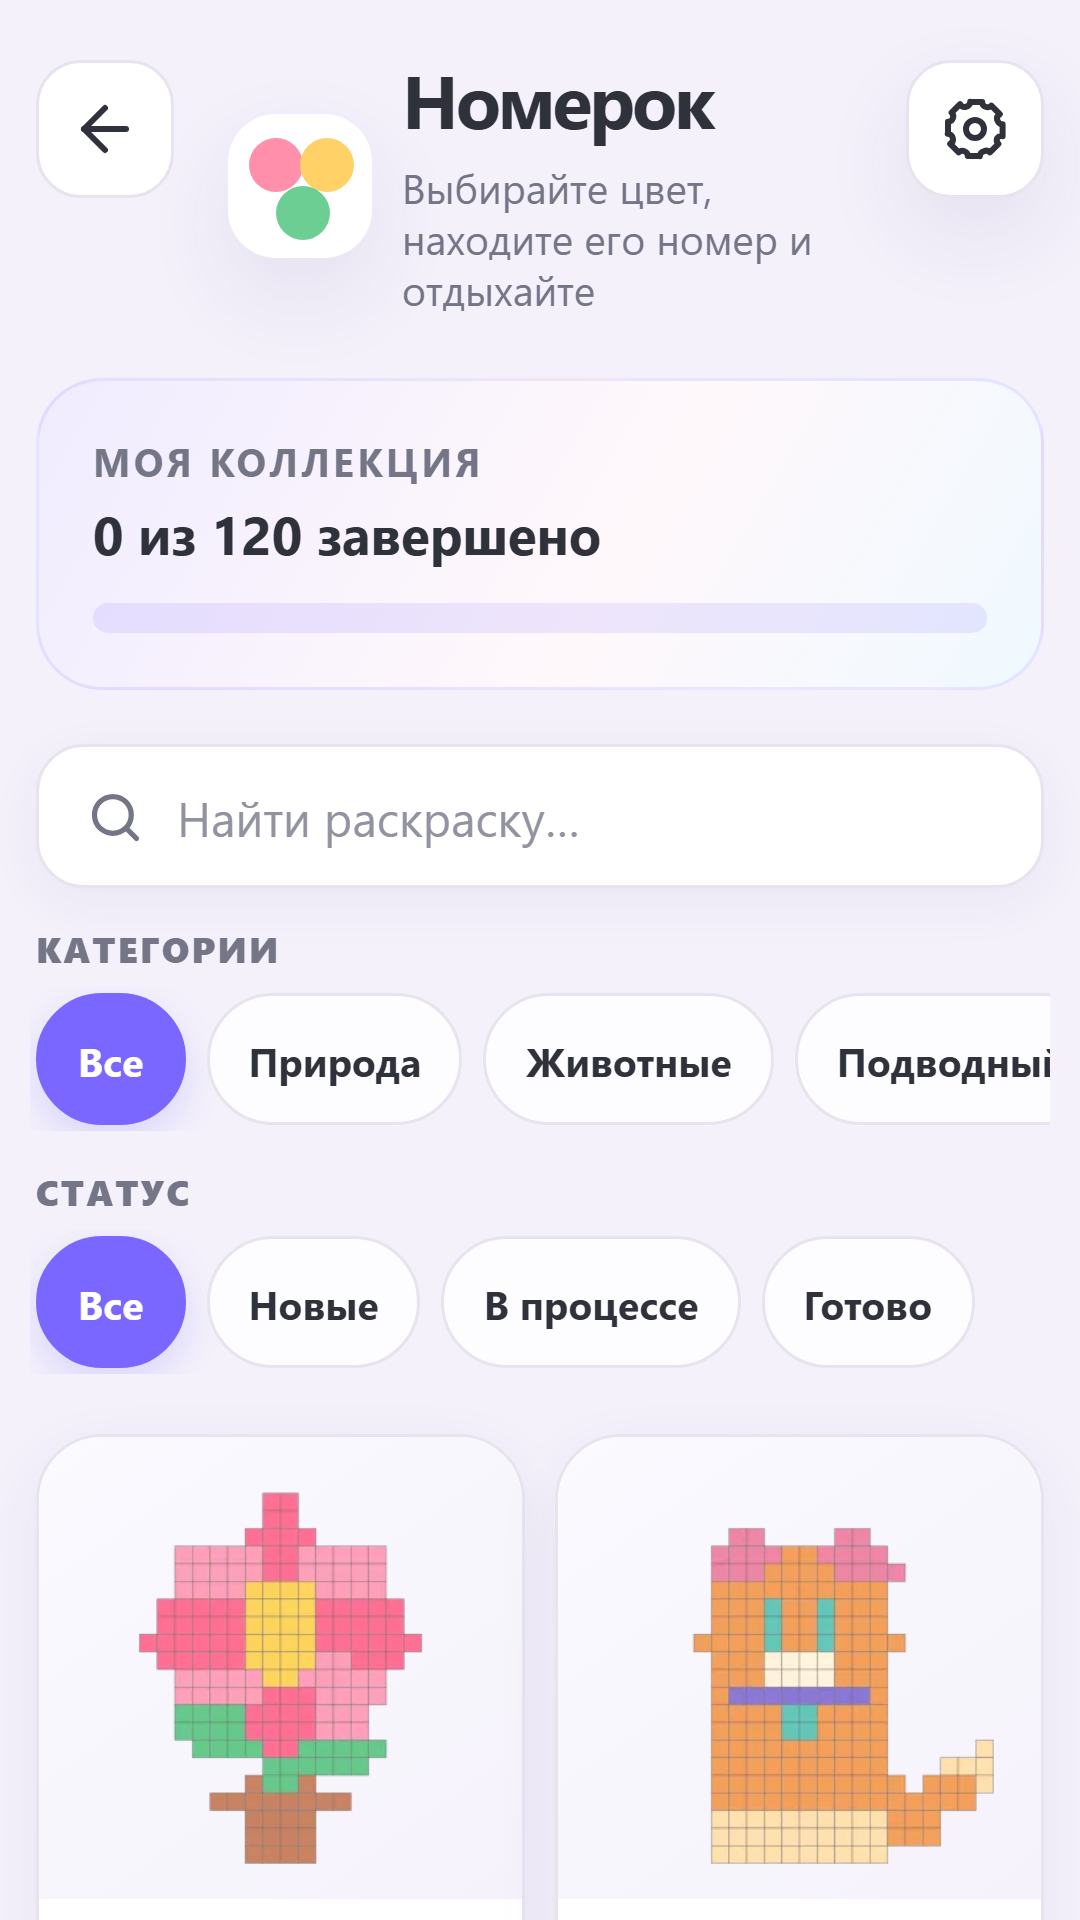 Номерок
Выбирайте цвет,
находите его номер и
отдыхайте
МОЯ КОЛЛЕКЦИЯ
0 из 120 завершено
Найти раскраску...
КАТЕГОРИИ
Все
Природа
Животные
Подводный
СТАТУС
Все
Новые
В процессе
Готово